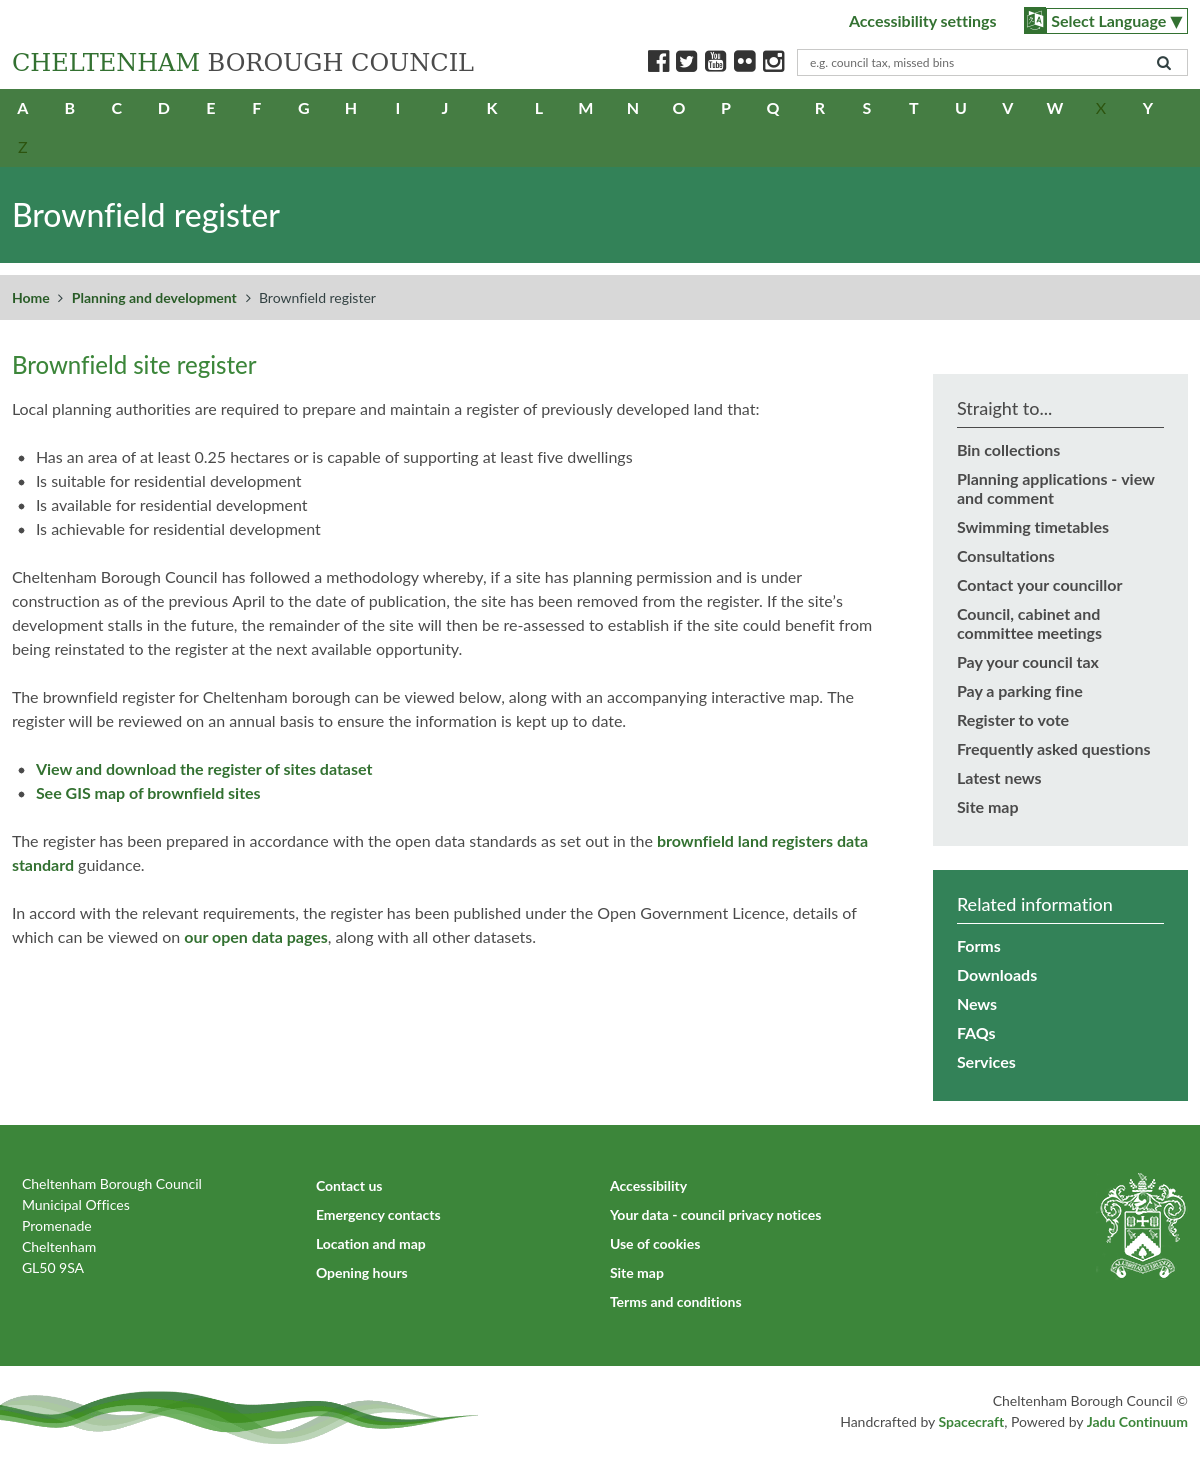 Accessibility settings
Select Language ▼
CHELTENHAM BOROUGH COUNCIL
e.g. council tax, missed bins
A B C D E F G H I J K L M N O P Q R S T U V W X Y
Z
Brownfield register
Home > Planning and development > Brownfield register
Brownfield site register
Local planning authorities are required to prepare and maintain a register of previously developed land that:
• Has an area of at least 0.25 hectares or is capable of supporting at least five dwellings
• Is suitable for residential development
• Is available for residential development
• Is achievable for residential development
Cheltenham Borough Council has followed a methodology whereby, if a site has planning permission and is under
construction as of the previous April to the date of publication, the site has been removed from the register. If the site's
development stalls in the future, the remainder of the site will then be re-assessed to establish if the site could benefit from
being reinstated to the register at the next available opportunity.
The brownfield register for Cheltenham borough can be viewed below, along with an accompanying interactive map. The
register will be reviewed on an annual basis to ensure the information is kept up to date.
• View and download the register of sites dataset
• See GIS map of brownfield sites
The register has been prepared in accordance with the open data standards as set out in the brownfield land registers data
standard guidance.
In accord with the relevant requirements, the register has been published under the Open Government Licence, details of
which can be viewed on our open data pages, along with all other datasets.
Straight to...
Bin collections
Planning applications - view
and comment
Swimming timetables
Consultations
Contact your councillor
Council, cabinet and
committee meetings
Pay your council tax
Pay a parking fine
Register to vote
Frequently asked questions
Latest news
Site map
Related information
Forms
Downloads
News
FAQs
Services
Cheltenham Borough Council
Municipal Offices
Promenade
Cheltenham
GL50 9SA
Contact us
Emergency contacts
Location and map
Opening hours
Accessibility
Your data - council privacy notices
Use of cookies
Site map
Terms and conditions
Cheltenham Borough Council ©
Handcrafted by Spacecraft, Powered by Jadu Continuum